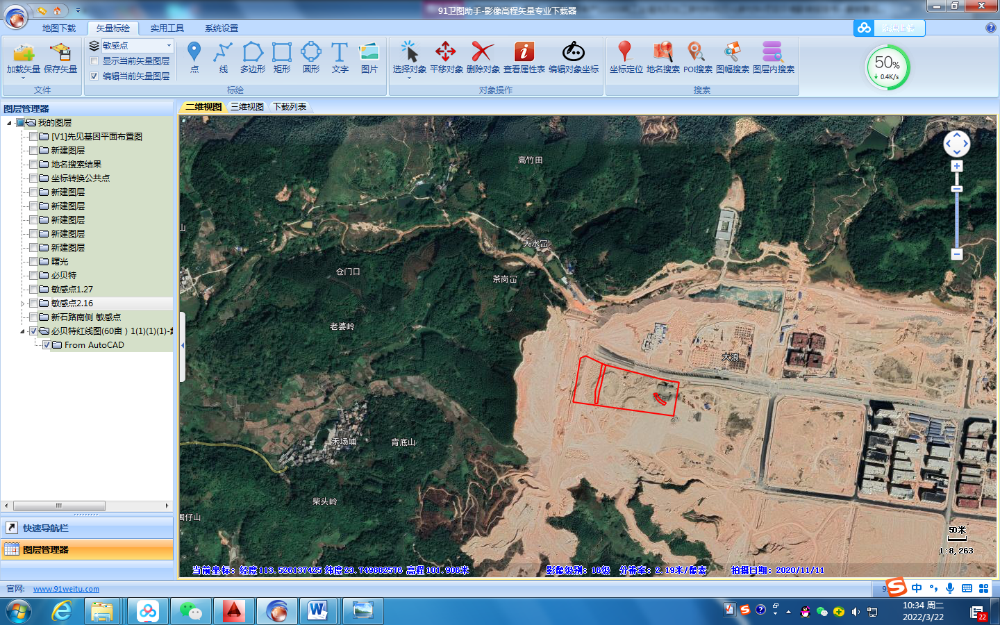 91卫图助手-影像高程矢量专业下载器
地图下载 矢量标绘 实用工具 系统设置
敏感点
显示当前矢量图层
编辑当前矢量图层
加载矢量 保存矢量 点 线 多边形 矩形 圆形 文字 图片 选择对象 平移对象 删除对象 查看属性表 编辑对象坐标 坐标定位 地名搜索 POI搜索 图幅搜索 图层内搜索
文件 标绘 对象操作 搜索
50%
0.4K/s
图层管理器
二维视图 三维视图 下载列表
我的图层
[V1]先见基因平面布置图
新建图层
地名搜索结果
坐标转换公共点
新建图层
新建图层
新建图层
新建图层
新建图层
曙光
必贝特
敏感点1.27
敏感点2.16
新石路南侧 敏感点
必贝特红线图(60亩）1(1)(1)(1)-
From AutoCAD
快速导航栏
图层管理器
高竹田
山
大水冚
仓门口
茶岗冚
老婆岭
大浪
禾场埔
背底山
柴头岭
仔山
50米
1:8,263
当前坐标：经度113.526137425 纬度23.749882576 高程101.906米 影像级别：16级 分辨率：2.19米/像素 拍摄日期：2020/11/11
官网: www.91weitu.com
中
10:34 周二
2022/3/22
22